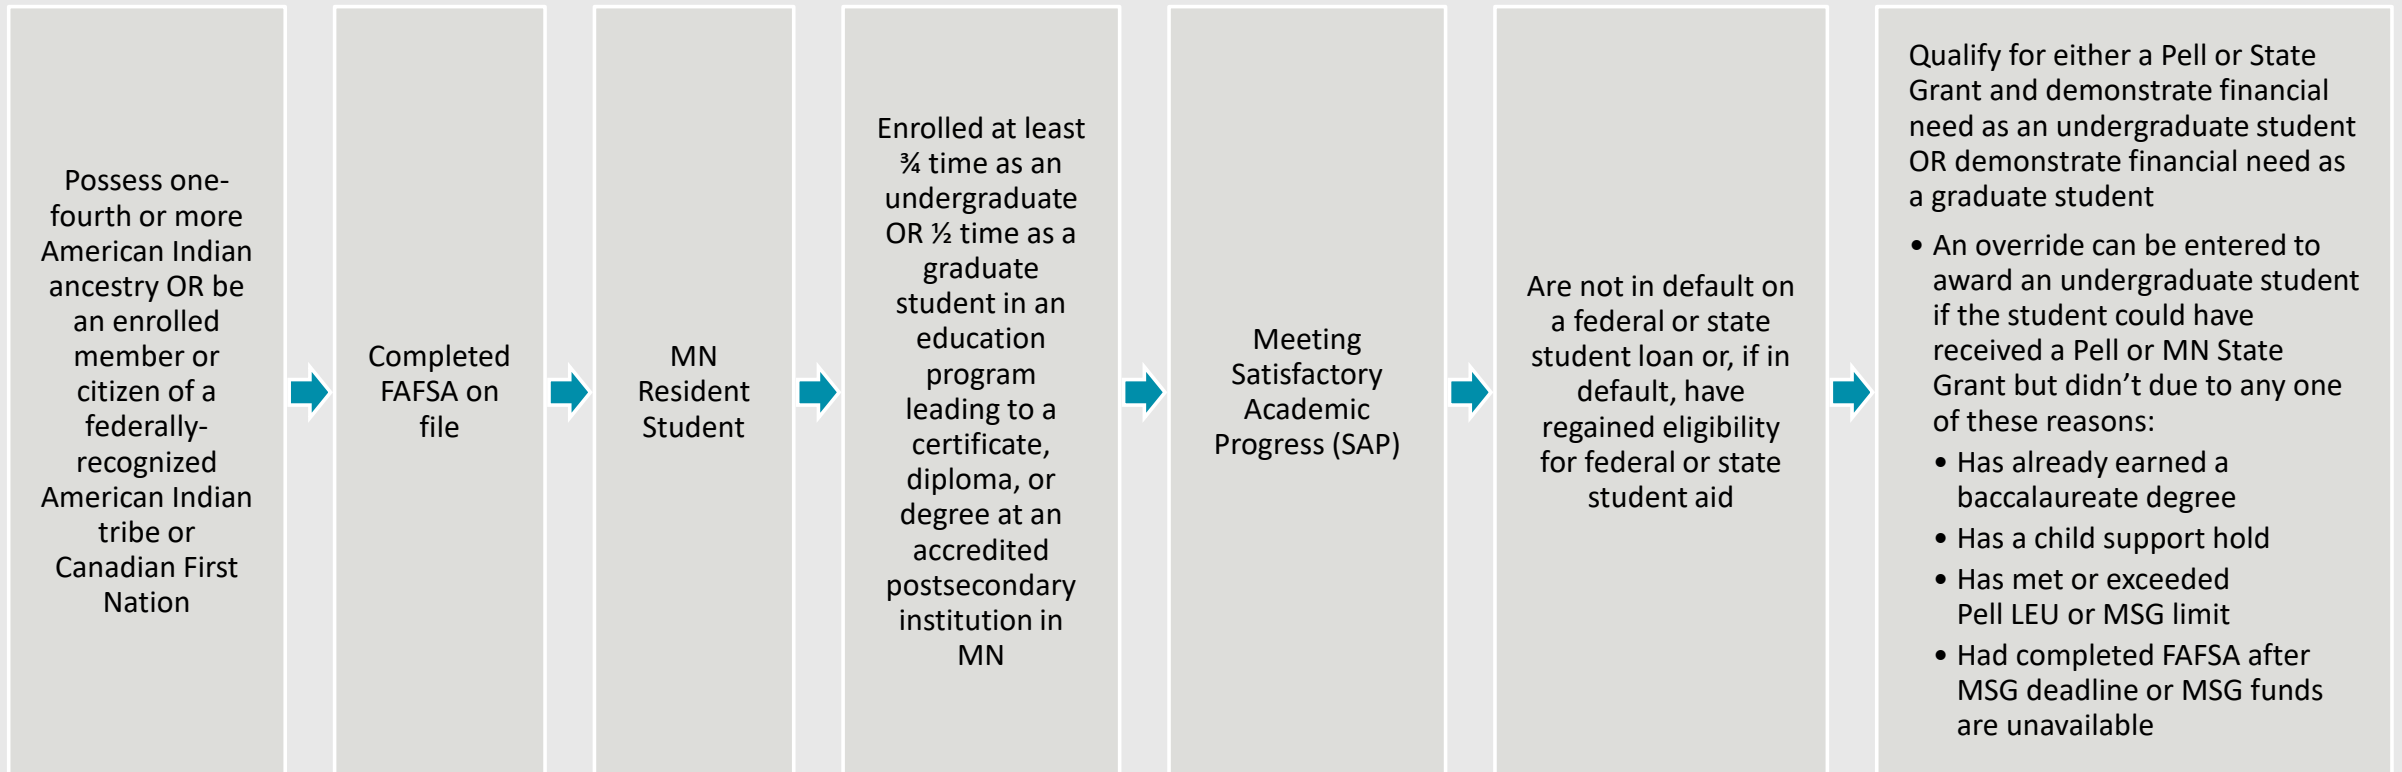 Possess one-
fourth or more
American Indian
ancestry OR be
an enrolled
member or
citizen of a
federally-
recognized
American Indian
tribe or
Canadian First
Nation
Completed
FAFSA on
file
MN
Resident
Student
Enrolled at least
¾ time as an
undergraduate
OR ½ time as a
graduate
student in an
education
program
leading to a
certificate,
diploma, or
degree at an
accredited
postsecondary
institution in
MN
Meeting
Satisfactory
Academic
Progress (SAP)
Are not in default on
a federal or state
student loan or, if in
default, have
regained eligibility
for federal or state
student aid
Qualify for either a Pell or State
Grant and demonstrate financial
need as an undergraduate student
OR demonstrate financial need as
a graduate student
• An override can be entered to
award an undergraduate student
if the student could have
received a Pell or MN State
Grant but didn’t due to any one
of these reasons:
• Has already earned a
baccalaureate degree
• Has a child support hold
• Has met or exceeded
Pell LEU or MSG limit
• Had completed FAFSA after
MSG deadline or MSG funds
are unavailable